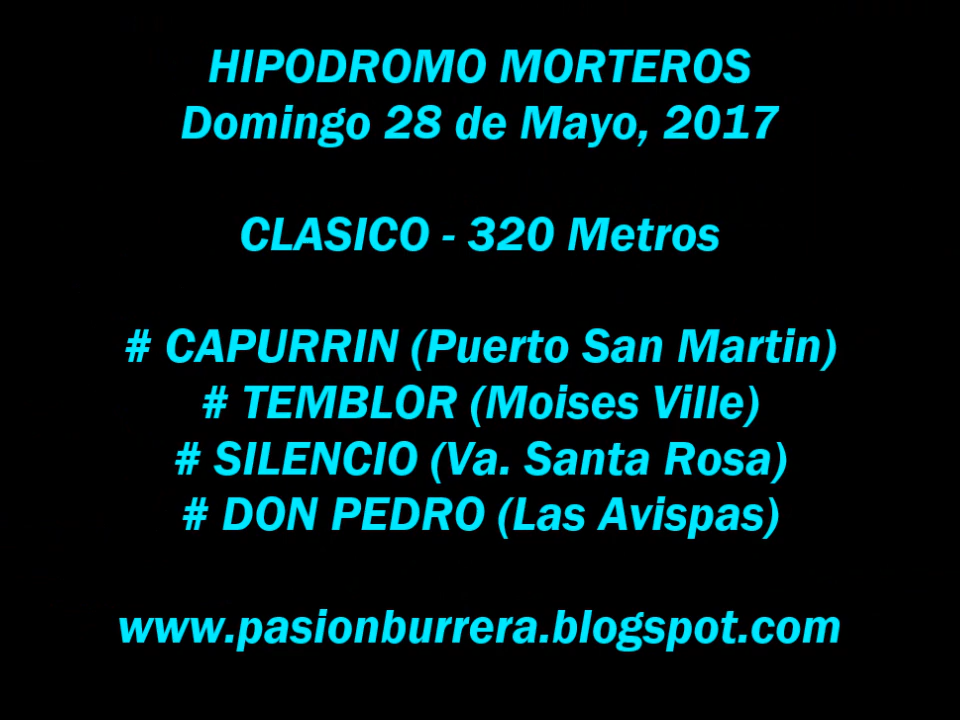 HIPODROMO MORTEROS
Domingo 28 de Mayo, 2017
CLASICO - 320 Metros
# CAPURRIN (Puerto San Martin)
# TEMBLOR (Moises Ville)
# SILENCIO (Va. Santa Rosa)
# DON PEDRO (Las Avispas)
www.pasionburrera.blogspot.com